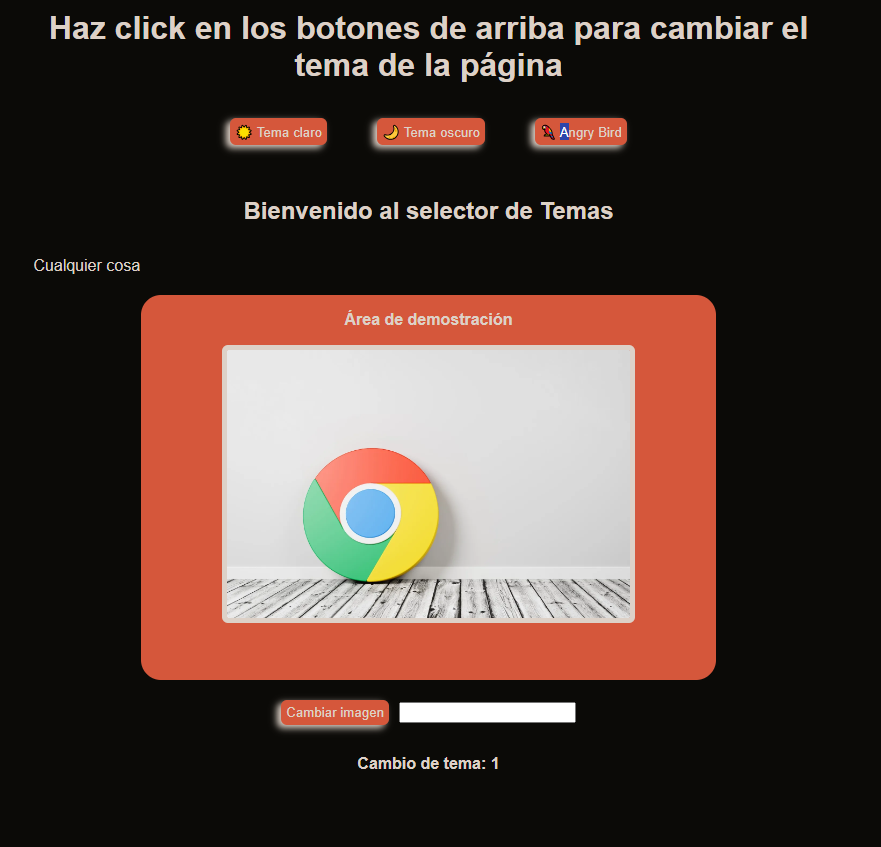 Haz click en los botones de arriba para cambiar el
tema de la página
Tema claro
Tema oscuro
Angry Bird
Bienvenido al selector de Temas
Cualquier cosa
Área de demostración
Cambiar imagen
Cambio de tema: 1